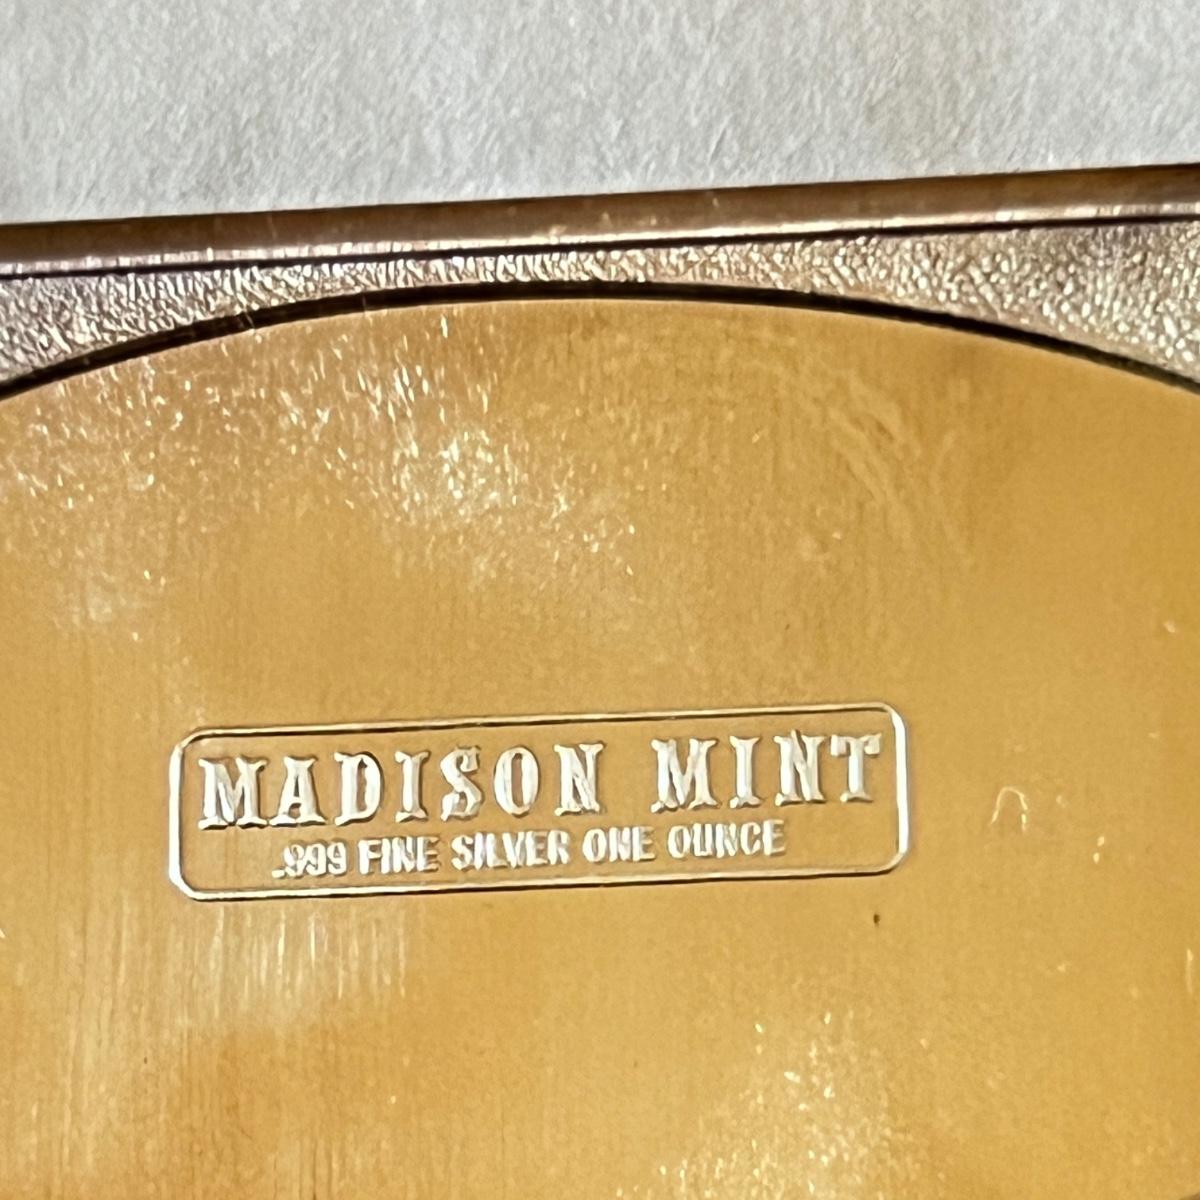 MADISON MINT
.999 FINE SILVER ONE OUNCE